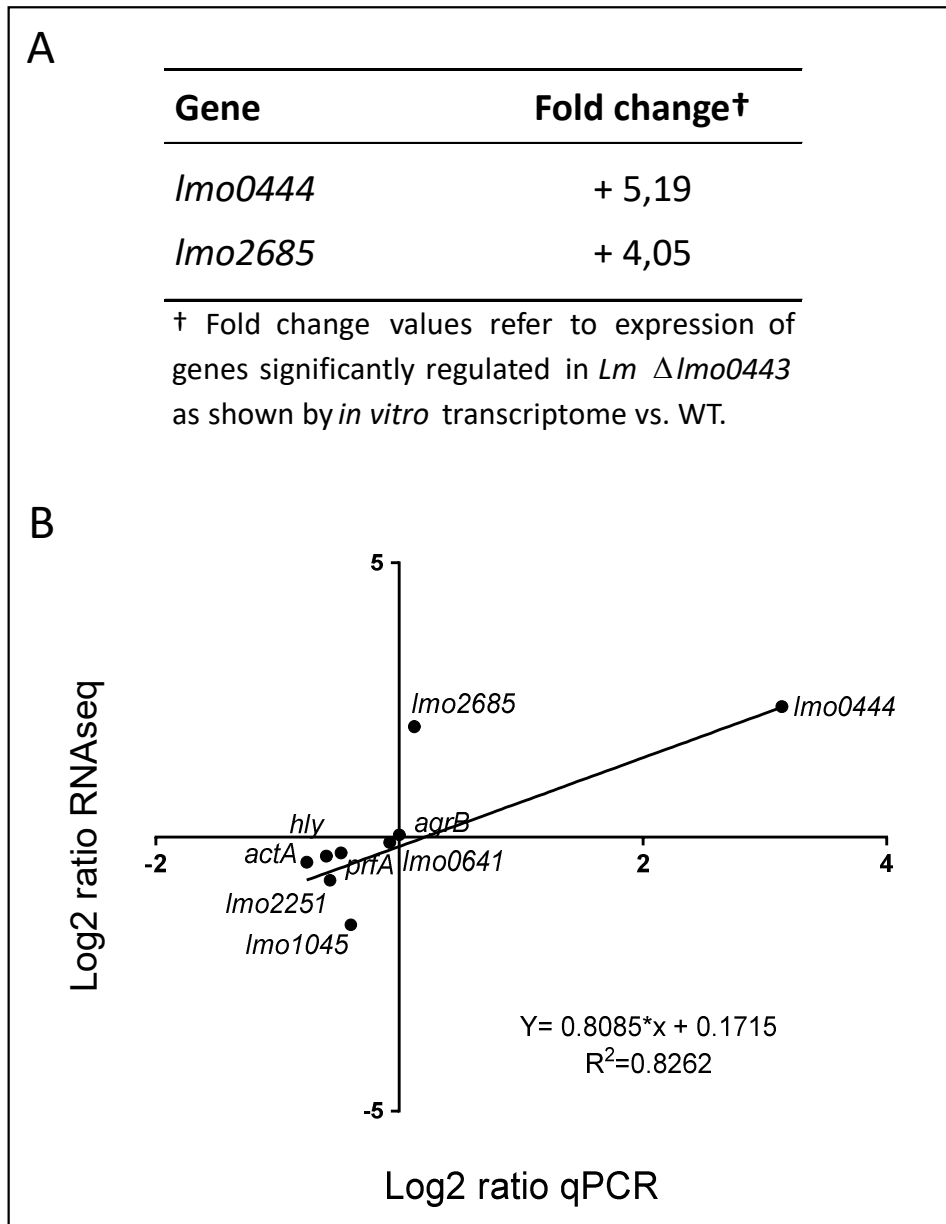 A
Gene Fold change†
lmo0444 + 5,19
lmo2685 + 4,05
† Fold change values refer to expression of
genes significantly regulated in Lm Δlmo0443
as shown by in vitro transcriptome vs. WT.
B
5
lmo2685
lmo0444
Log2 ratio RNAseq
hly
agrB
-2
2
4
actA
prfA
lmo0641
lmo2251
lmo1045
Y= 0.8085*x + 0.1715
R²=0.8262
-5
Log2 ratio qPCR